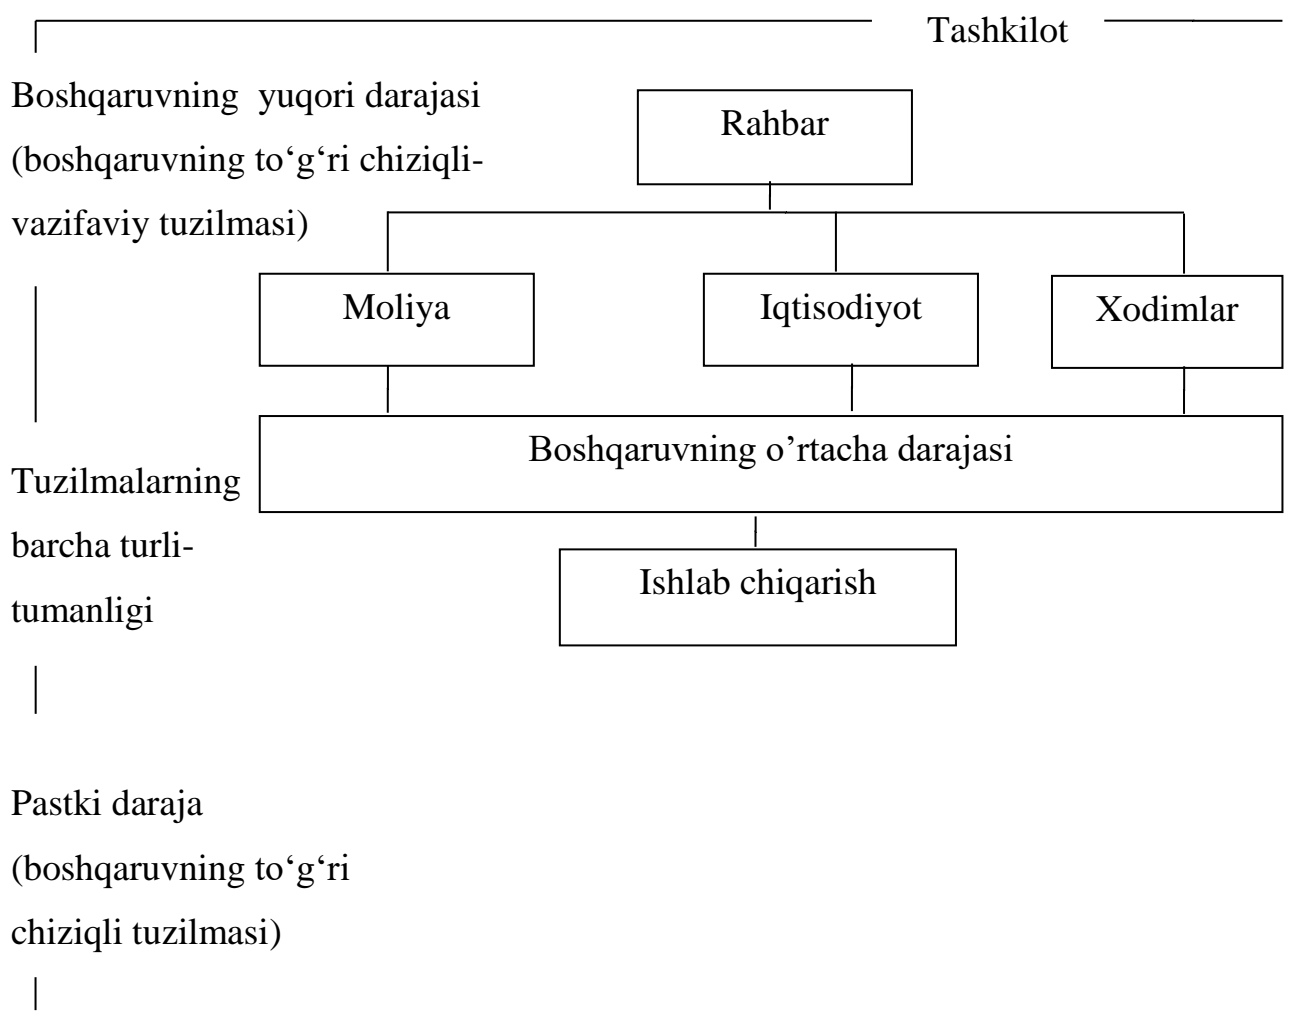 Tashkilot
Boshqaruvning yuqori darajasi
(boshqaruvning to‘g‘ri chiziqli-
vazifaviy tuzilmasi)
Rahbar
Moliya
Iqtisodiyot
Xodimlar
Boshqaruvning o’rtacha darajasi
Tuzilmalarning
barcha turli-
tumanligi
Ishlab chiqarish
Pastki daraja
(boshqaruvning to‘g‘ri
chiziqli tuzilmasi)